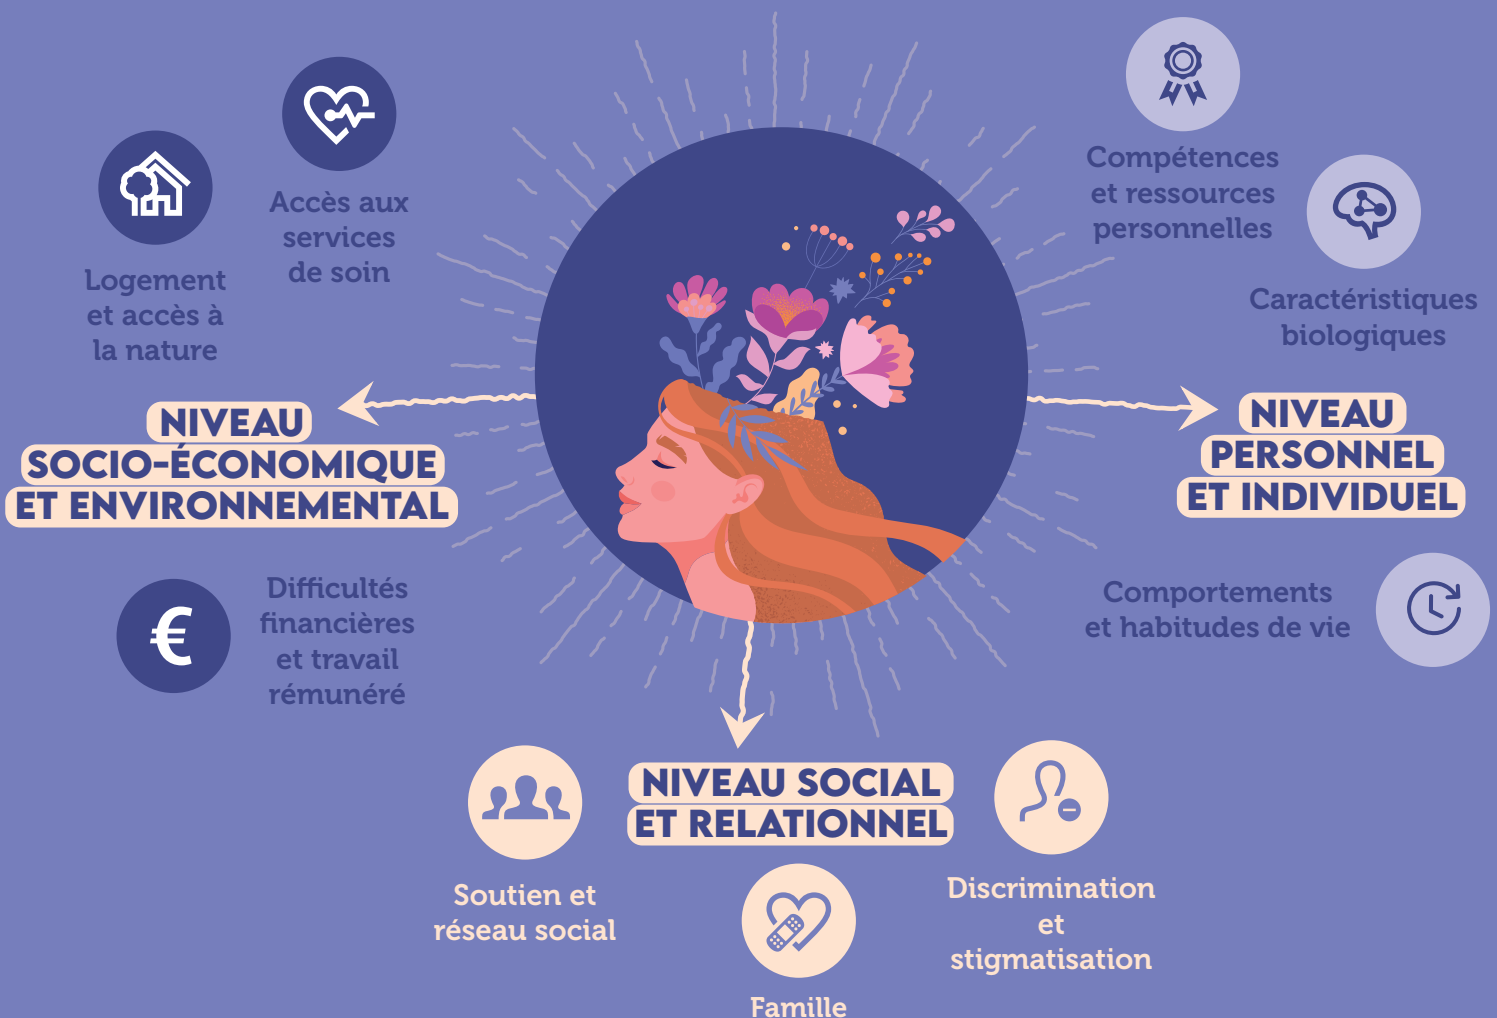 Accès aux
services
de soin
Logement
et accès à
la nature
NIVEAU
SOCIO-ÉCONOMIQUE
ET ENVIRONNEMENTAL
€
Difficultés
financières
et travail
rémunéré
Compétences
et ressources
personnelles
Caractéristiques
biologiques
NIVEAU
PERSONNEL
ET INDIVIDUEL
Comportements
et habitudes de vie
NIVEAU SOCIAL
ET RELATIONNEL
Soutien et
réseau social
Famille
Discrimination
et
stigmatisation